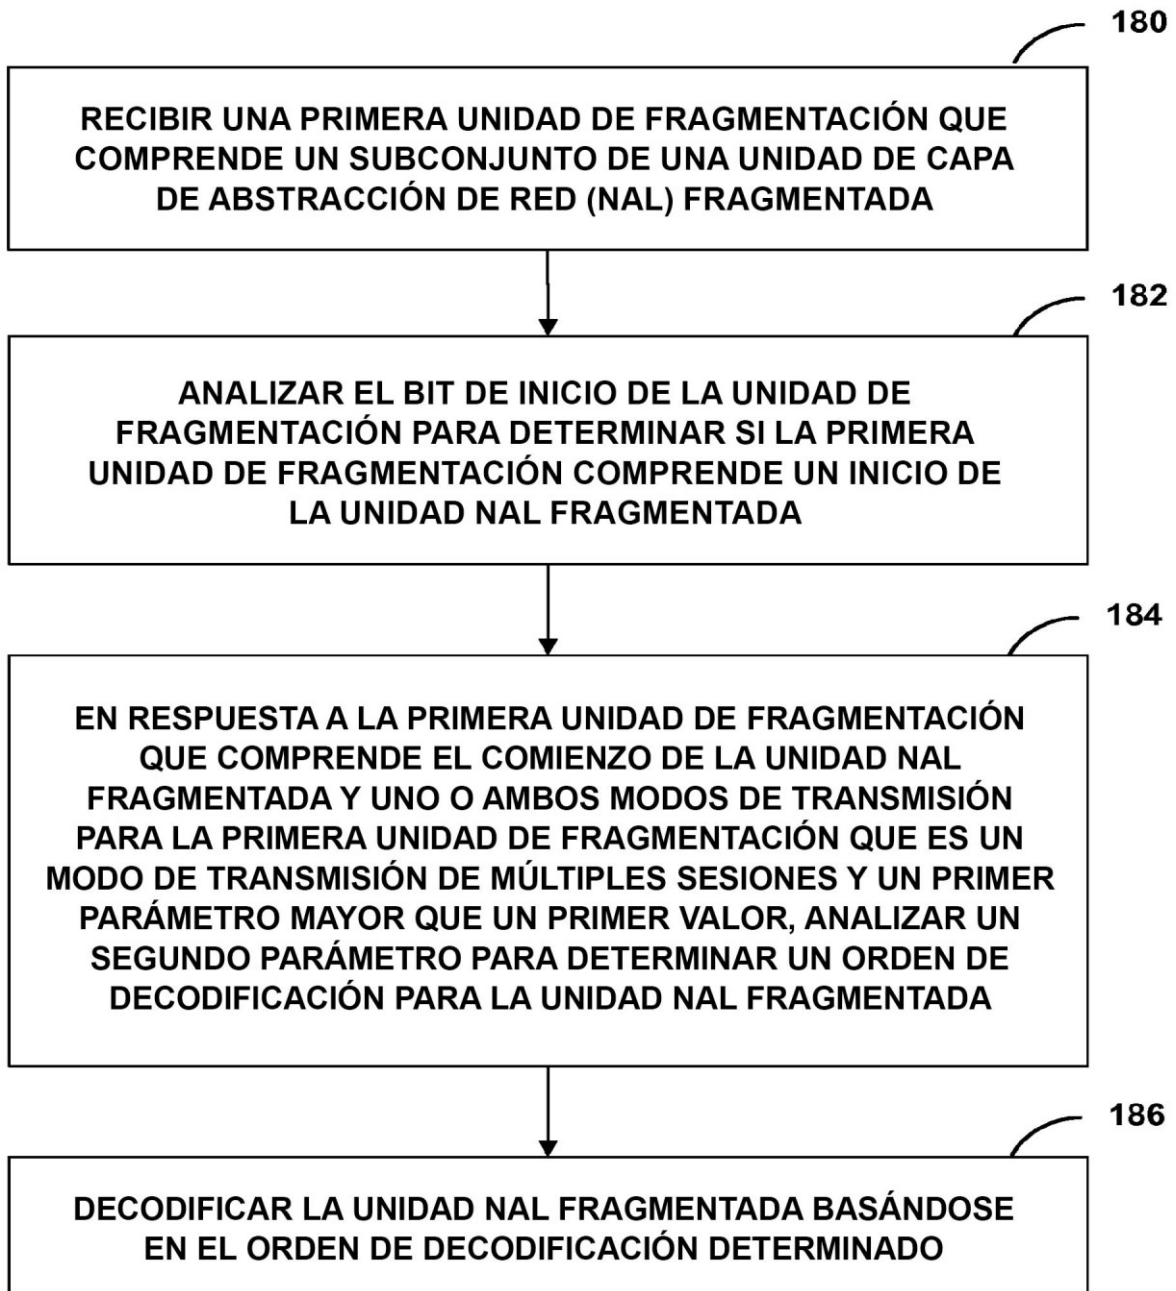 180
RECIBIR UNA PRIMERA UNIDAD DE FRAGMENTACIÓN QUE
COMPRENDE UN SUBCONJUNTO DE UNA UNIDAD DE CAPA
DE ABSTRACCIÓN DE RED (NAL) FRAGMENTADA
182
ANALIZAR EL BIT DE INICIO DE LA UNIDAD DE
FRAGMENTACIÓN PARA DETERMINAR SI LA PRIMERA
UNIDAD DE FRAGMENTACIÓN COMPRENDE UN INICIO DE
LA UNIDAD NAL FRAGMENTADA
184
EN RESPUESTA A LA PRIMERA UNIDAD DE FRAGMENTACIÓN
QUE COMPRENDE EL COMIENZO DE LA UNIDAD NAL
FRAGMENTADA Y UNO O AMBOS MODOS DE TRANSMISIÓN
PARA LA PRIMERA UNIDAD DE FRAGMENTACIÓN QUE ES UN
MODO DE TRANSMISIÓN DE MÚLTIPLES SESIONES Y UN PRIMER
PARÁMETRO MAYOR QUE UN PRIMER VALOR, ANALIZAR UN
SEGUNDO PARÁMETRO PARA DETERMINAR UN ORDEN DE
DECODIFICACIÓN PARA LA UNIDAD NAL FRAGMENTADA
186
DECODIFICAR LA UNIDAD NAL FRAGMENTADA BASÁNDOSE
EN EL ORDEN DE DECODIFICACIÓN DETERMINADO